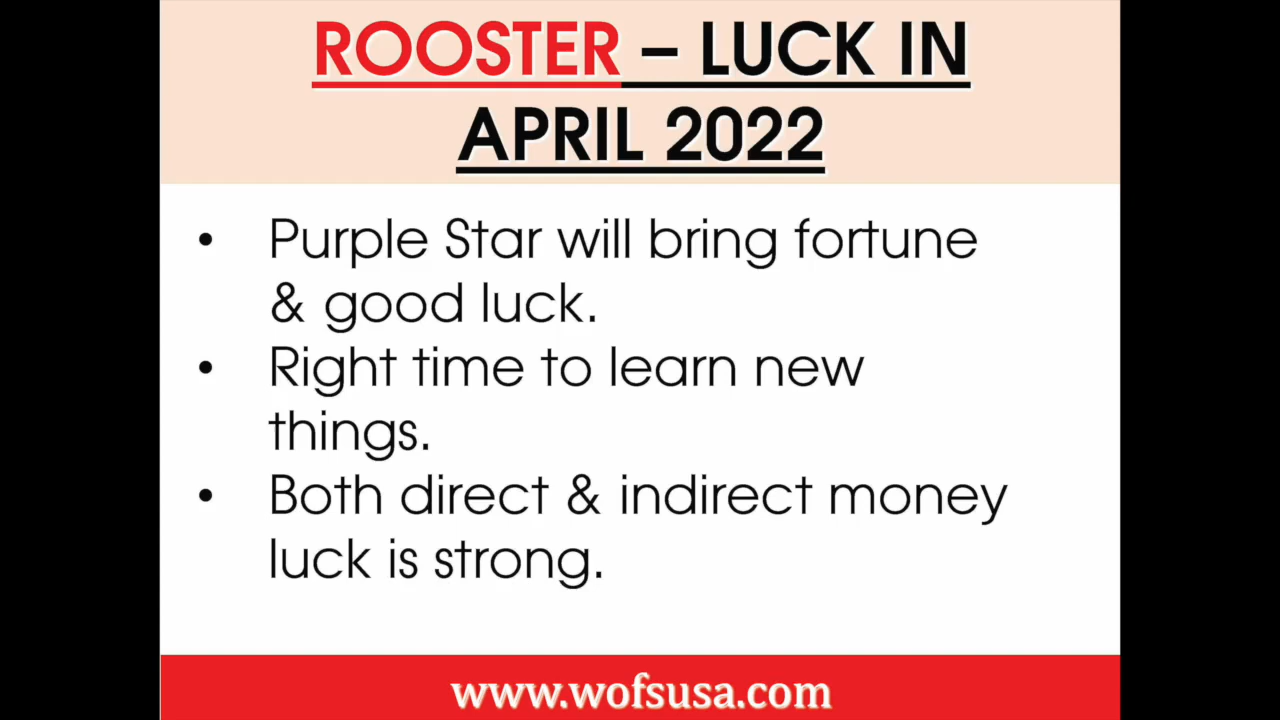 ROOSTER – LUCK IN
APRIL 2022
• Purple Star will bring fortune
& good luck.
• Right time to learn new
things.
• Both direct & indirect money
luck is strong.
www.wofsusa.com